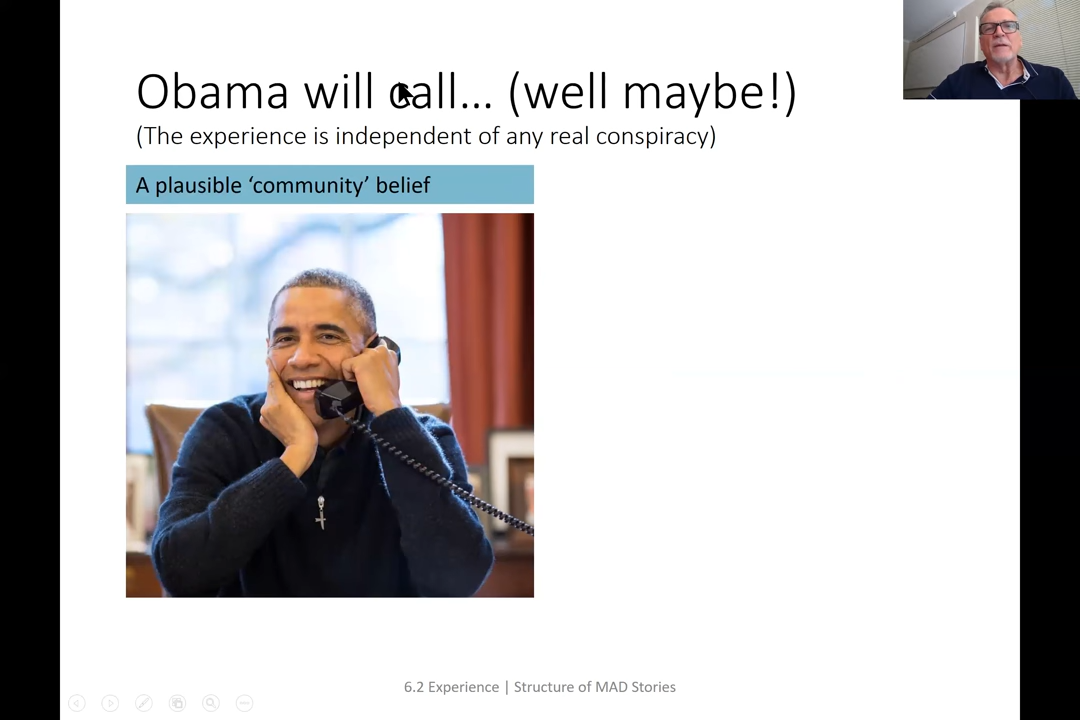 Obama will call... (well maybe!)
(The experience is independent of any real conspiracy)
A plausible ‘community’ belief
6.2 Experience | Structure of MAD Stories